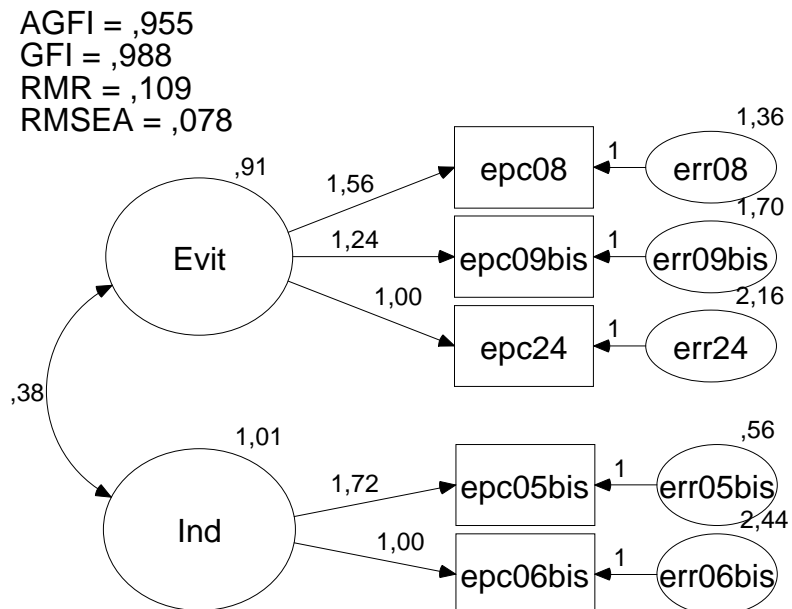 AGFI = ,955
GFI = ,988
RMR = ,109
RMSEA = ,078
1,36
,91
epc08
1
err08
1,56
1,70
Evit
1,24
epc09bis
1
err09bis
1,00
2,16
epc24
1
err24
,38
1,01
,56
1,72
epc05bis
1
err05bis
Ind
2,44
1,00
epc06bis
1
err06bis